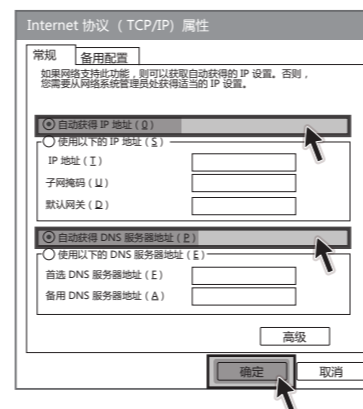 Internet 协议 （ TCP/IP) 属性
常规 备用配置
如果网络支持此功能，则可以获取自动获得的 IP 设置。否则，
您需要从网络系统管理员处获得适当的 IP 设置。
自动获得 IP 地址 ( O )
使用以下的 IP 地址 ( S )
IP 地址 ( I )
子网掩码 ( U )
默认网关 ( D )
自动获得 DNS 服务器地址 ( P )
使用以下的 DNS 服务器地址 ( E )
首选 DNS 服务器地址 ( E )
备用 DNS 服务器地址 ( A )
高级
确定 取消